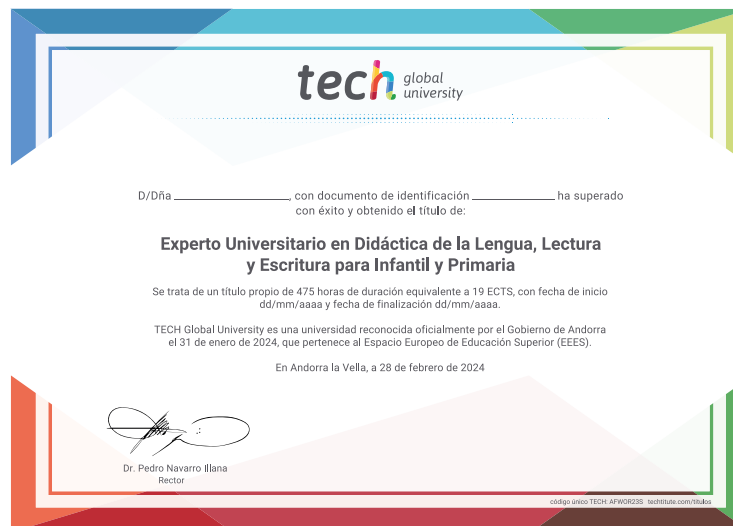 tech global university
D/Dña ____________, con documento de identificación ____________ ha superado
con éxito y obtenido el título de:
Experto Universitario en Didáctica de la Lengua, Lectura
y Escritura para Infantil y Primaria
Se trata de un título propio de 475 horas de duración equivalente a 19 ECTS, con fecha de inicio
dd/mm/aaaa y fecha de finalización dd/mm/aaaa.
TECH Global University es una universidad reconocida oficialmente por el Gobierno de Andorra
el 31 de enero de 2024, que pertenece al Espacio Europeo de Educación Superior (EEES).
En Andorra la Vella, a 28 de febrero de 2024
Dr. Pedro Navarro Illana
Rector
código único TECH: AFWOR23S techtitute.com/titulos